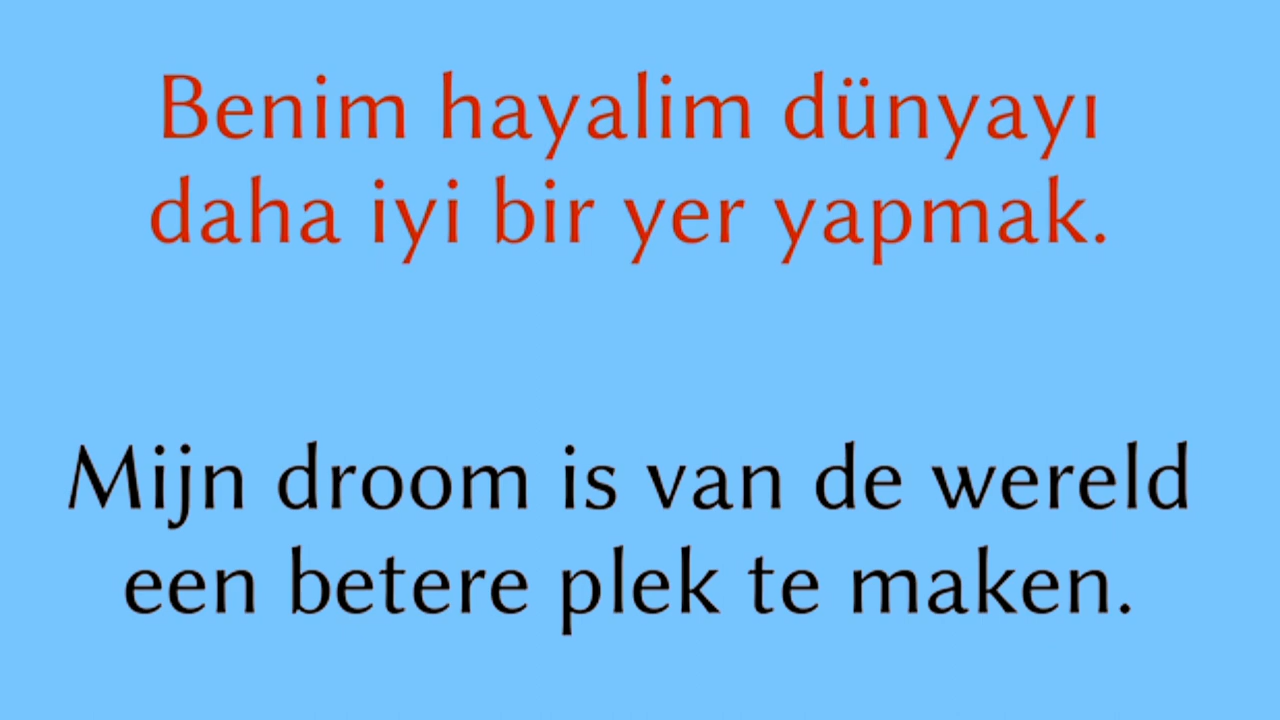 Benim hayalim dünyayı
daha iyi bir yer yapmak.
Mijn droom is van de wereld
een betere plek te maken.